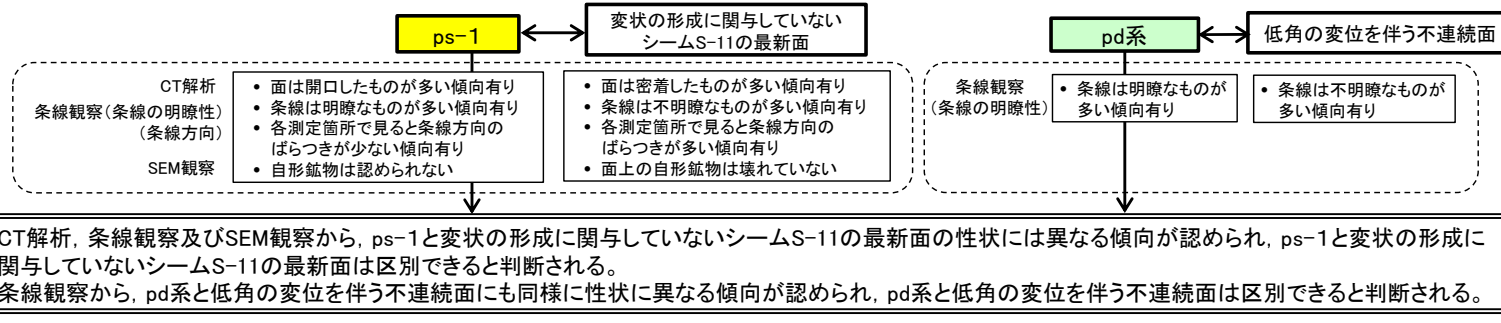 ps-1
変状の形成に関与していない
シームS-11の最新面
pd系
低角の変位を伴う不連続面
CT解析
条線観察(条線の明瞭性)
(条線方向)
SEM観察
• 面は開口したものが多い傾向有り
• 条線は明瞭なものが多い傾向有り
• 各測定箇所で見ると条線方向の
ばらつきが少ない傾向有り
• 自形鉱物は認められない
• 面は密着したものが多い傾向有り
• 条線は不明瞭なものが多い傾向有り
• 各測定箇所で見ると条線方向の
ばらつきが多い傾向有り
• 面上の自形鉱物は壊れていない
条線観察
(条線の明瞭性)
• 条線は明瞭なものが
多い傾向有り
• 条線は不明瞭なものが
多い傾向有り
CT解析，条線観察及びSEM観察から，ps-1と変状の形成に関与していないシームS-11の最新面の性状には異なる傾向が認められ，ps-1と変状の形成に
関与していないシームS-11の最新面は区別できると判断される。
条線観察から，pd系と低角の変位を伴う不連続面にも同様に性状に異なる傾向が認められ，pd系と低角の変位を伴う不連続面は区別できると判断される。